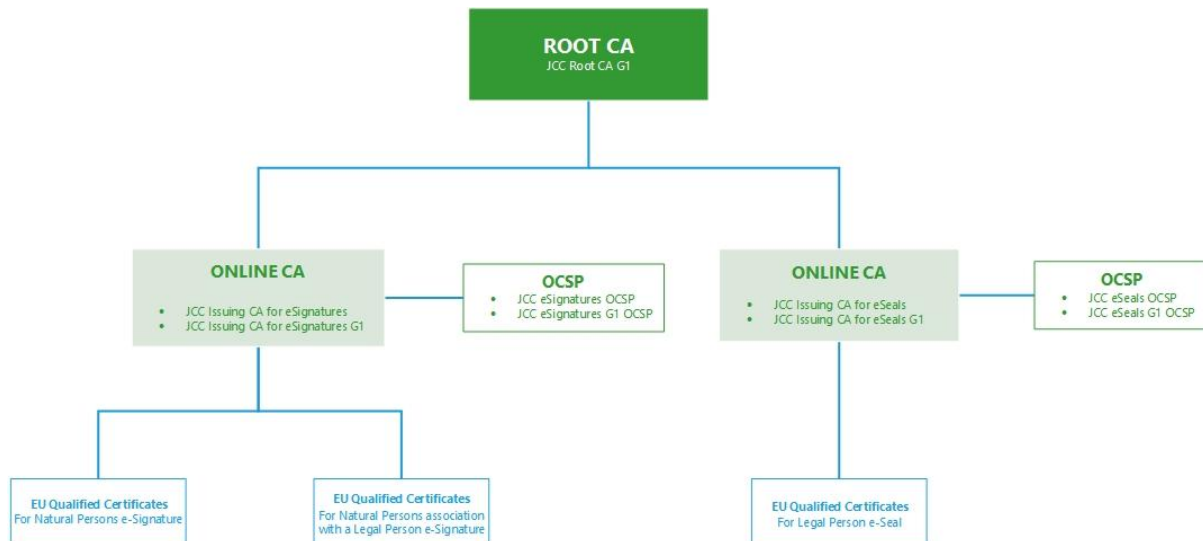 ROOT CA
JCC Root CA G1
ONLINE CA
• JCC Issuing CA for eSignatures
• JCC Issuing CA for eSignatures G1
OCSP
• JCC eSignatures OCSP
• JCC eSignatures G1 OCSP
ONLINE CA
• JCC Issuing CA for eSeals
• JCC Issuing CA for eSeals G1
OCSP
• JCC eSeals OCSP
• JCC eSeals G1 OCSP
EU Qualified Certificates
For Natural Persons e-Signature
EU Qualified Certificates
For Natural Persons association
with a Legal Person e-Signature
EU Qualified Certificates
For Legal Person e-Seal